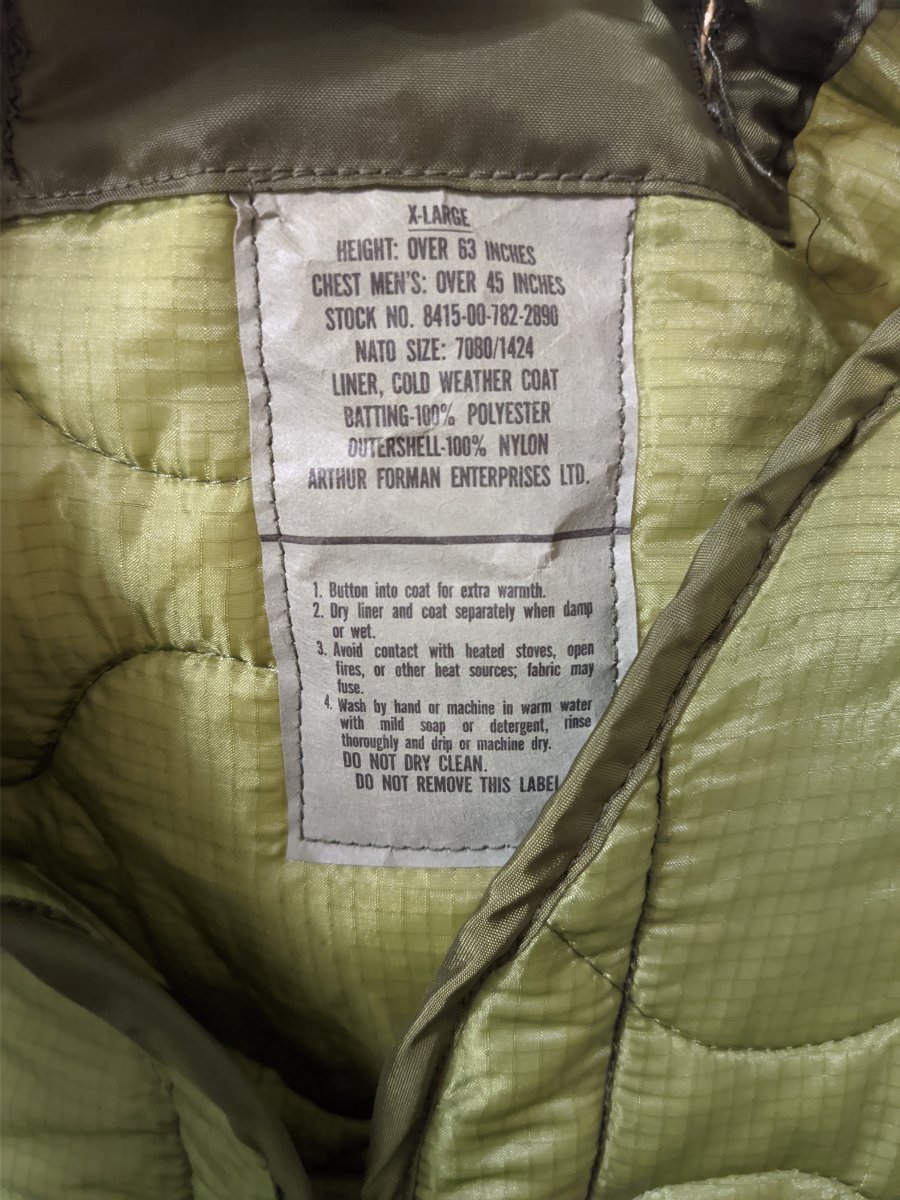 X-LARGE
HEIGHT: OVER 63 INCHES
CHEST MEN'S: OVER 45 INCHES
STOCK NO. 8415-00-782-2890
NATO SIZE: 7080/1424
LINER, COLD WEATHER COAT
BATTING-100% POLYESTER
OUTERSHELL-100% NYLON
ARTHUR FORMAN ENTERPRISES LTD.
1. Button into coat for extra warmth.
2. Dry liner and coat separately when damp
or wet.
3. Avoid contact with heated stoves, open
fires, or other heat sources; fabric may
fuse.
4. Wash by hand or machine in warm water
with mild soap or detergent, rinse
thoroughly and drip or machine dry.
DO NOT DRY CLEAN.
DO NOT REMOVE THIS LABEL